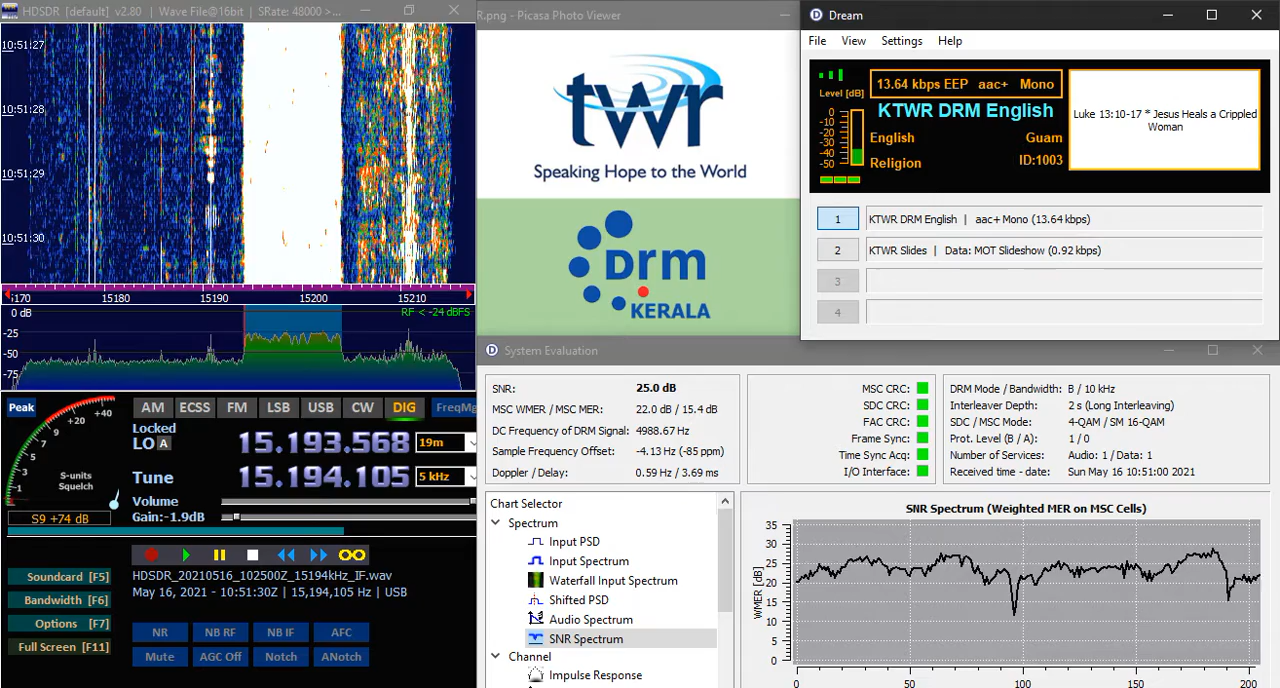 HDSDR [default] v2.80 | Wave File@16bit | SRate: 48000 >...
10:51:27
10:51:28
10:51:29
10:51:30
15170 15180 15190 15200 15210
0 dB
RF < -24 dBFS
-25
-50
-75
Peak
+20
+40
9
7
5
3
1
S-units
Squelch
S9 +74 dB
AM ECSS FM LSB USB CW DIG FreqMg
Locked
LO A
15.193.568
19m
Tune
15.194.105
5 kHz
Volume
Gain:-1.9dB
HDSDR_20210516_102500Z_15194kHz_IF.wav
May 16, 2021 - 10:51:30Z | 15,194,105 Hz | USB
Soundcard [F5]
Bandwidth [F6]
Options [F7]
Full Screen [F11]
NR NB RF NB IF AFC
Mute AGC Off Notch ANotch
R.png - Picasa Photo Viewer
twr
Speaking Hope to the World
Drm
KERALA
Dream
File View Settings Help
Level [dB]
0
-10
-20
-30
-40
-50
13.64 kbps EEP aac+ Mono
KTWR DRM English
English Guam
Religion ID:1003
Luke 13:10-17 * Jesus Heals a Crippled
Woman
1 KTWR DRM English | aac+ Mono (13.64 kbps)
2 KTWR Slides | Data: MOT Slideshow (0.92 kbps)
3
4
System Evaluation
SNR: 25.0 dB
MSC WMER / MSC MER: 22.0 dB / 15.4 dB
DC Frequency of DRM Signal: 4988.67 Hz
Sample Frequency Offset: -4.13 Hz (-85 ppm)
Doppler / Delay: 0.59 Hz / 3.69 ms
MSC CRC:
SDC CRC:
FAC CRC:
Frame Sync:
Time Sync Acq:
I/O Interface:
DRM Mode / Bandwidth: B / 10 kHz
Interleaver Depth: 2 s (Long Interleaving)
SDC / MSC Mode: 4-QAM / SM 16-QAM
Prot. Level (B / A): 1 / 0
Number of Services: Audio: 1 / Data: 1
Received time - date: Sun May 16 10:51:00 2021
Chart Selector
Spectrum
Input PSD
Input Spectrum
Waterfall Input Spectrum
Shifted PSD
Audio Spectrum
SNR Spectrum
Channel
Impulse Response
SNR Spectrum (Weighted MER on MSC Cells)
WMER [dB]
35
30
25
20
15
10
5
0
0 50 100 150 200